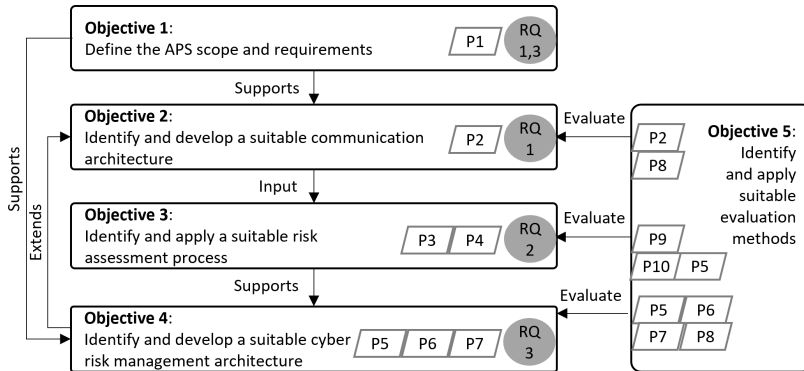 Objective 1:
Define the APS scope and requirements
P1
RQ
1,3
Supports
Objective 2:
Identify and develop a suitable communication
architecture
P2
RQ
1
Input
Objective 3:
Identify and apply a suitable risk
assessment process
P3 P4
RQ
2
Supports
Objective 4:
Identify and develop a suitable cyber
risk management architecture
P5 P6 P7
RQ
3
Supports
Extends
Evaluate
Evaluate
Evaluate
Objective 5:
Identify
and apply
suitable
evaluation
methods
P2
P8
P9
P10 P5
P5 P6
P7 P8